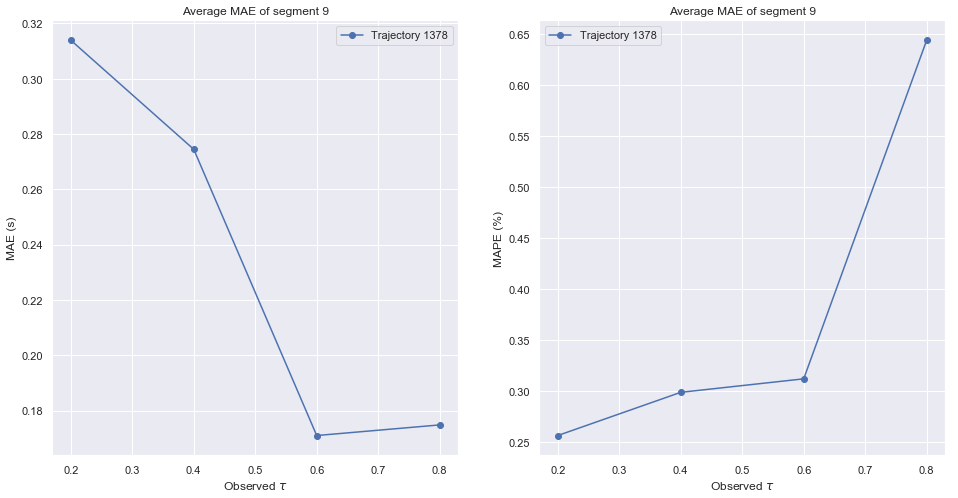 Average MAE of segment 9
Trajectory 1378
0.32
0.30
0.28
0.26
0.24
0.22
0.20
0.18
MAE (s)
0.2 0.3 0.4 0.5 0.6 0.7 0.8
Observed τ
Average MAE of segment 9
Trajectory 1378
0.65
0.60
0.55
0.50
0.45
0.40
0.35
0.30
0.25
MAPE (%)
0.2 0.3 0.4 0.5 0.6 0.7 0.8
Observed τ